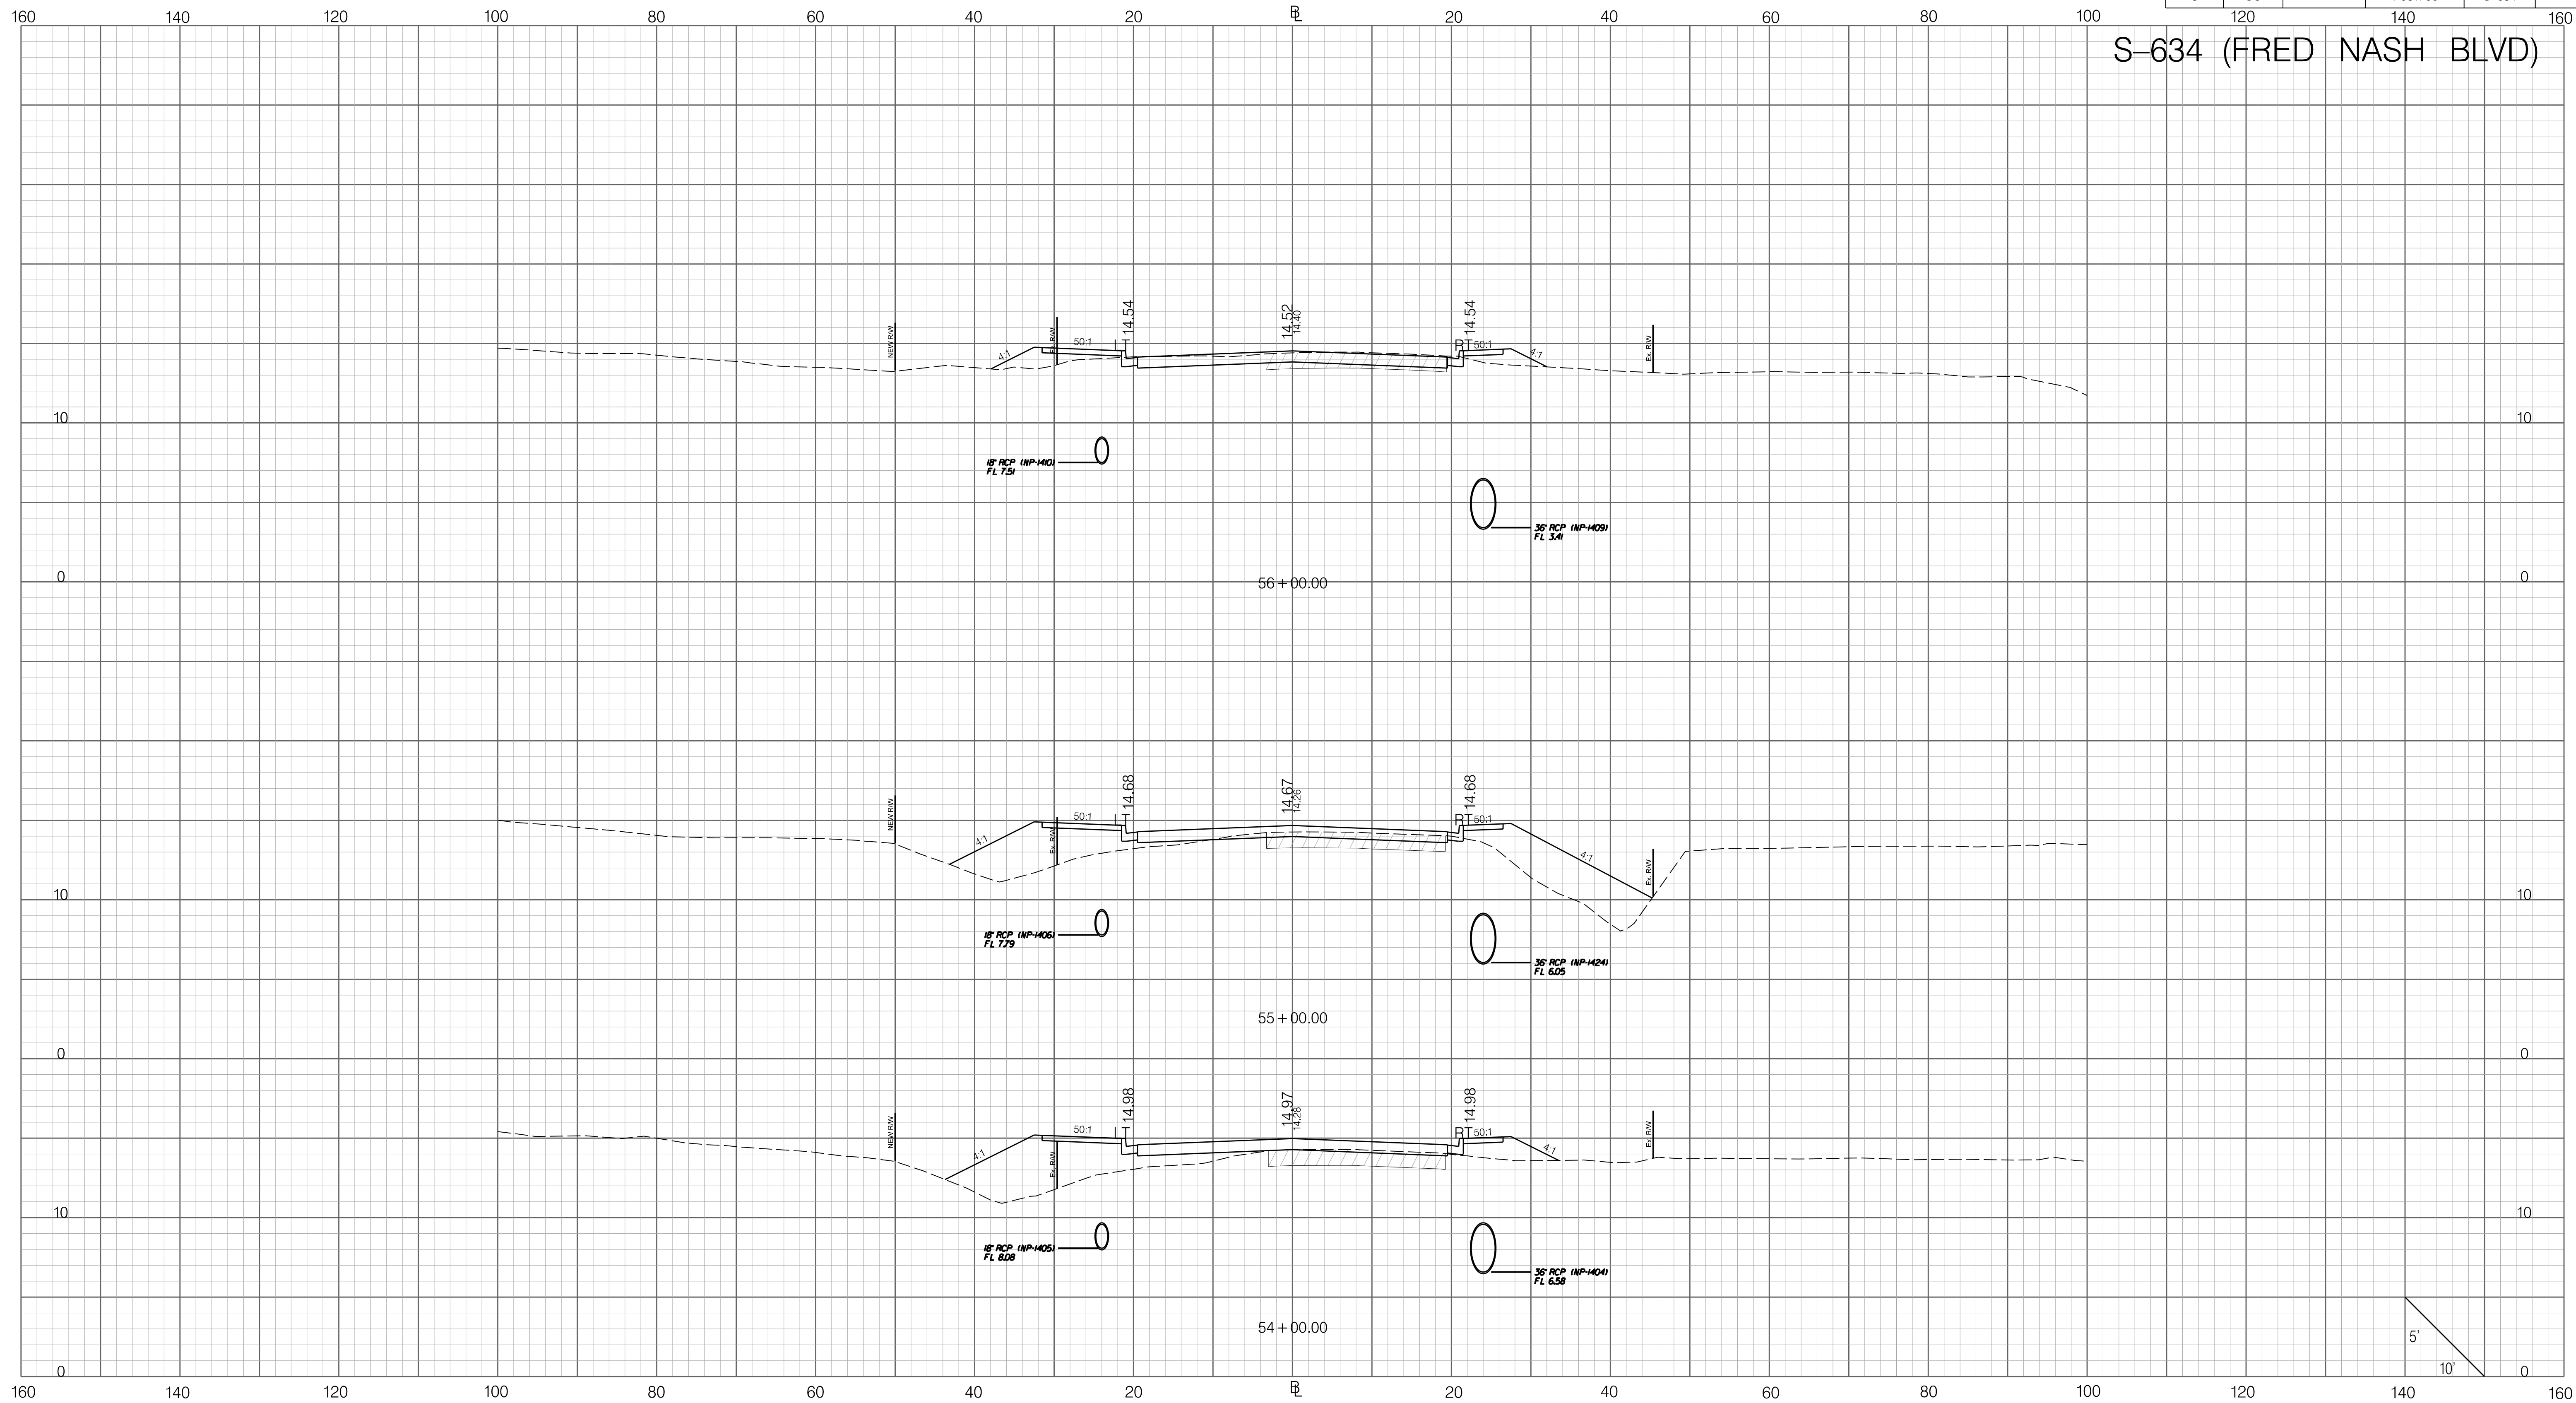 160 140 120 100 80 60 40 20 BL 20 40 60 80 100 120 140 160
S–634 (FRED NASH BLVD)
14.54 14.52 14.40 14.54
NEW R/W Ex. R/W Ex. R/W
4:1 50:1 LT RT 50:1 4:1
10 10
18" RCP (NP-1410)
FL 7.51
36" RCP (NP-1409)
FL 3.41
0 56+00.00 0
14.68 14.67 14.26 14.68
NEW R/W Ex. R/W Ex. R/W
4:1 50:1 LT RT 50:1 4:1
10 10
18" RCP (NP-1406)
FL 7.79
36" RCP (NP-1424)
FL 6.05
55+00.00
0 0
14.98 14.97 14.28 14.98
NEW R/W Ex. R/W Ex. R/W
4:1 50:1 LT RT 50:1 4:1
10 10
18" RCP (NP-1405)
FL 8.08
36" RCP (NP-1404)
FL 6.58
54+00.00
5'
10'
0 0
160 140 120 100 80 60 40 20 BL 20 40 60 80 100 120 140 160